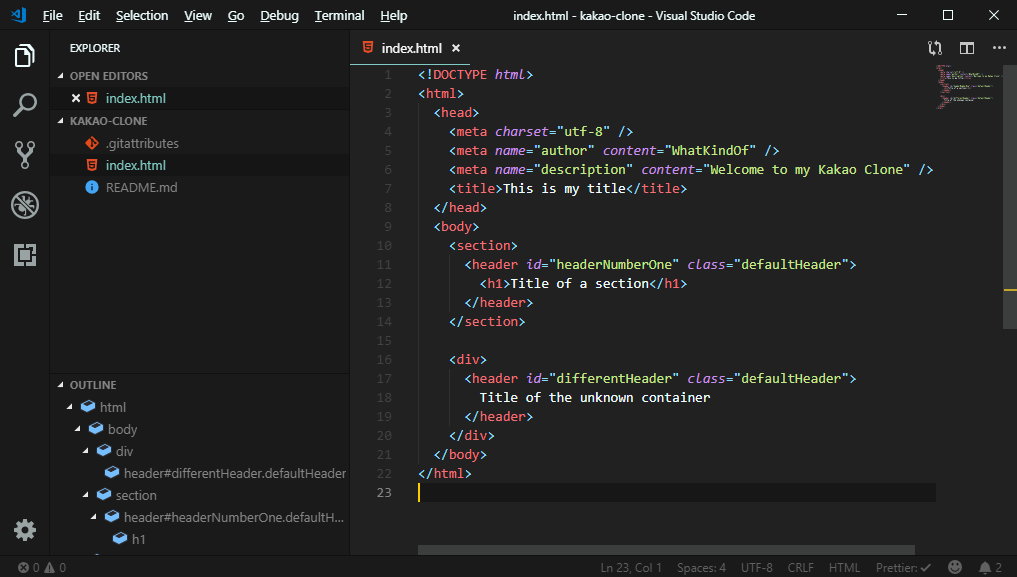 File Edit Selection View Go Debug Terminal Help index.html - kakao-clone - Visual Studio Code
EXPLORER
OPEN EDITORS
index.html
KAKAO-CLONE
.gitattributes
index.html
README.md
OUTLINE
html
body
div
header#differentHeader.defaultHeader
section
header#headerNumberOne.defaultH...
h1
index.html
1 <!DOCTYPE html>
2 <html>
3 <head>
4 <meta charset="utf-8" />
5 <meta name="author" content="WhatKindOf" />
6 <meta name="description" content="Welcome to my Kakao Clone" />
7 <title>This is my title</title>
8 </head>
9 <body>
10 <section>
11 <header id="headerNumberOne" class="defaultHeader">
12 <h1>Title of a section</h1>
13 </header>
14 </section>
15
16 <div>
17 <header id="differentHeader" class="defaultHeader">
18 Title of the unknown container
19 </header>
20 </div>
21 </body>
22 </html>
23
0 0 Ln 23, Col 1 Spaces: 4 UTF-8 CRLF HTML Prettier: ✓ 2